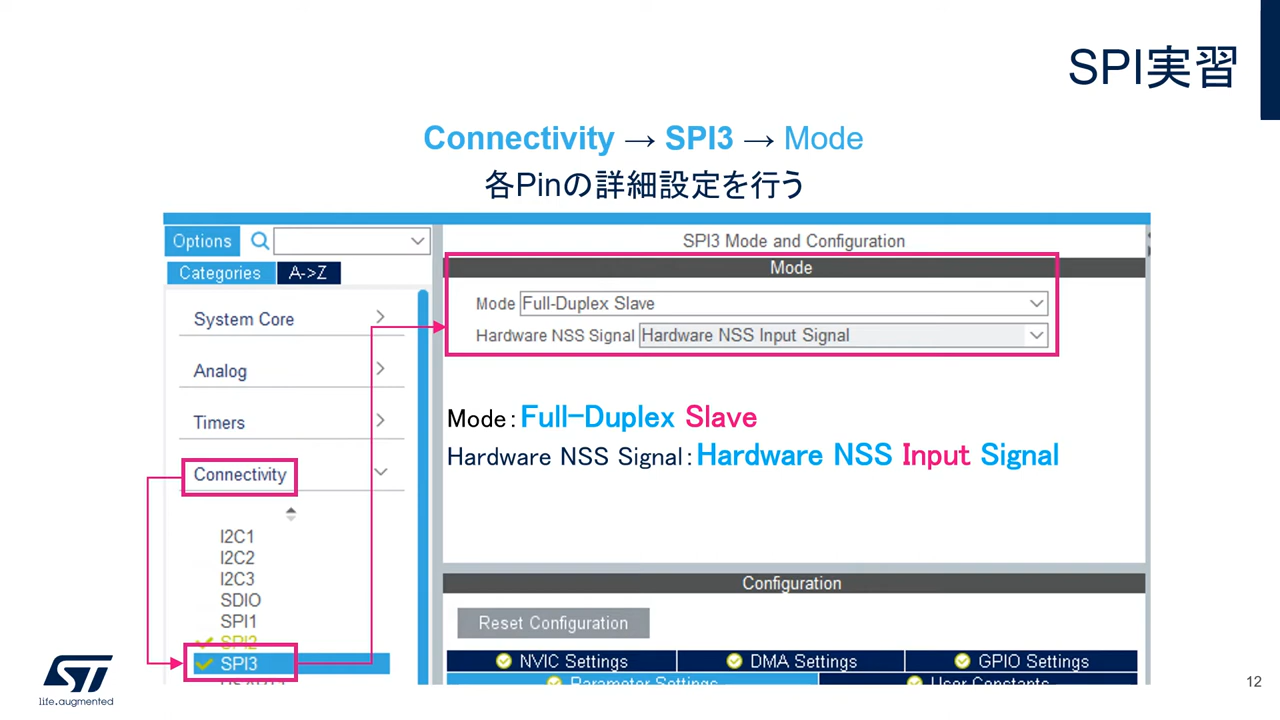 SPI実習
Connectivity → SPI3 → Mode
各Pinの詳細設定を行う
Options
Categories
A->Z
System Core
Analog
Timers
Connectivity
I2C1
I2C2
I2C3
SDIO
SPI1
SPI2
SPI3
SPI3 Mode and Configuration
Mode
Mode Full-Duplex Slave
Hardware NSS Signal Hardware NSS Input Signal
Mode：Full-Duplex Slave
Hardware NSS Signal：Hardware NSS Input Signal
Configuration
Reset Configuration
NVIC Settings
DMA Settings
GPIO Settings
Parameter Settings
User Constants
ST
life.augmented
12